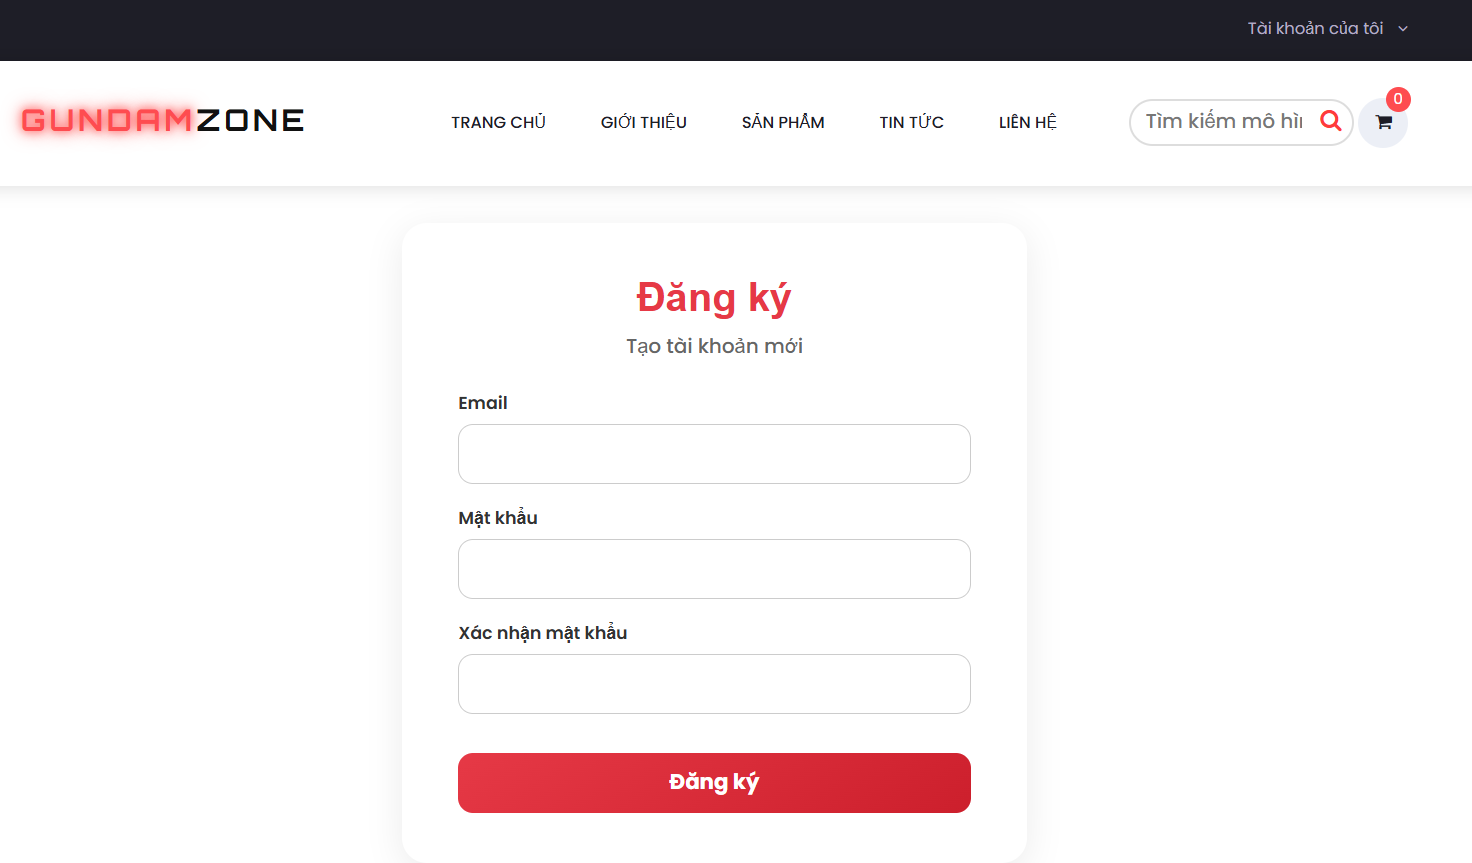 Tài khoản của tôi
GUNDAMZONE
TRANG CHỦ GIỚI THIỆU SẢN PHẨM TIN TỨC LIÊN HỆ
Tìm kiếm mô hì
0
Đăng ký
Tạo tài khoản mới
Email
Mật khẩu
Xác nhận mật khẩu
Đăng ký